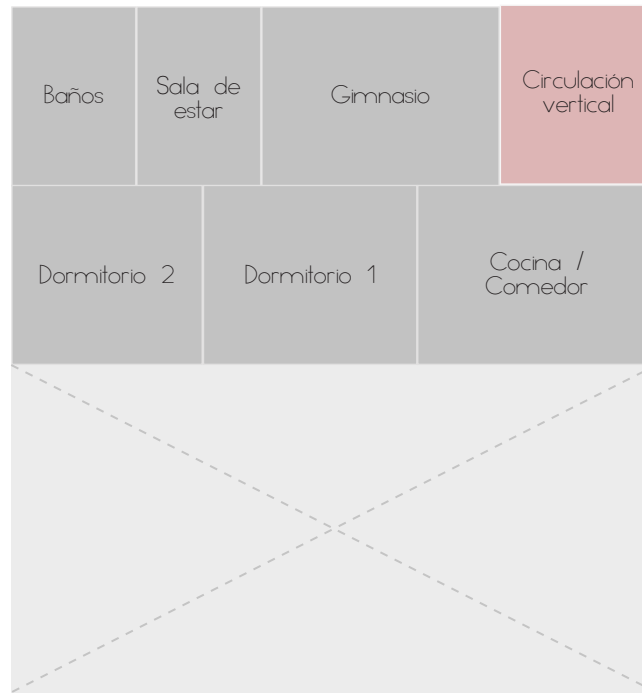 Baños
Sala de
estar
Gimnasio
Circulación
vertical
Dormitorio 2
Dormitorio 1
Cocina /
Comedor